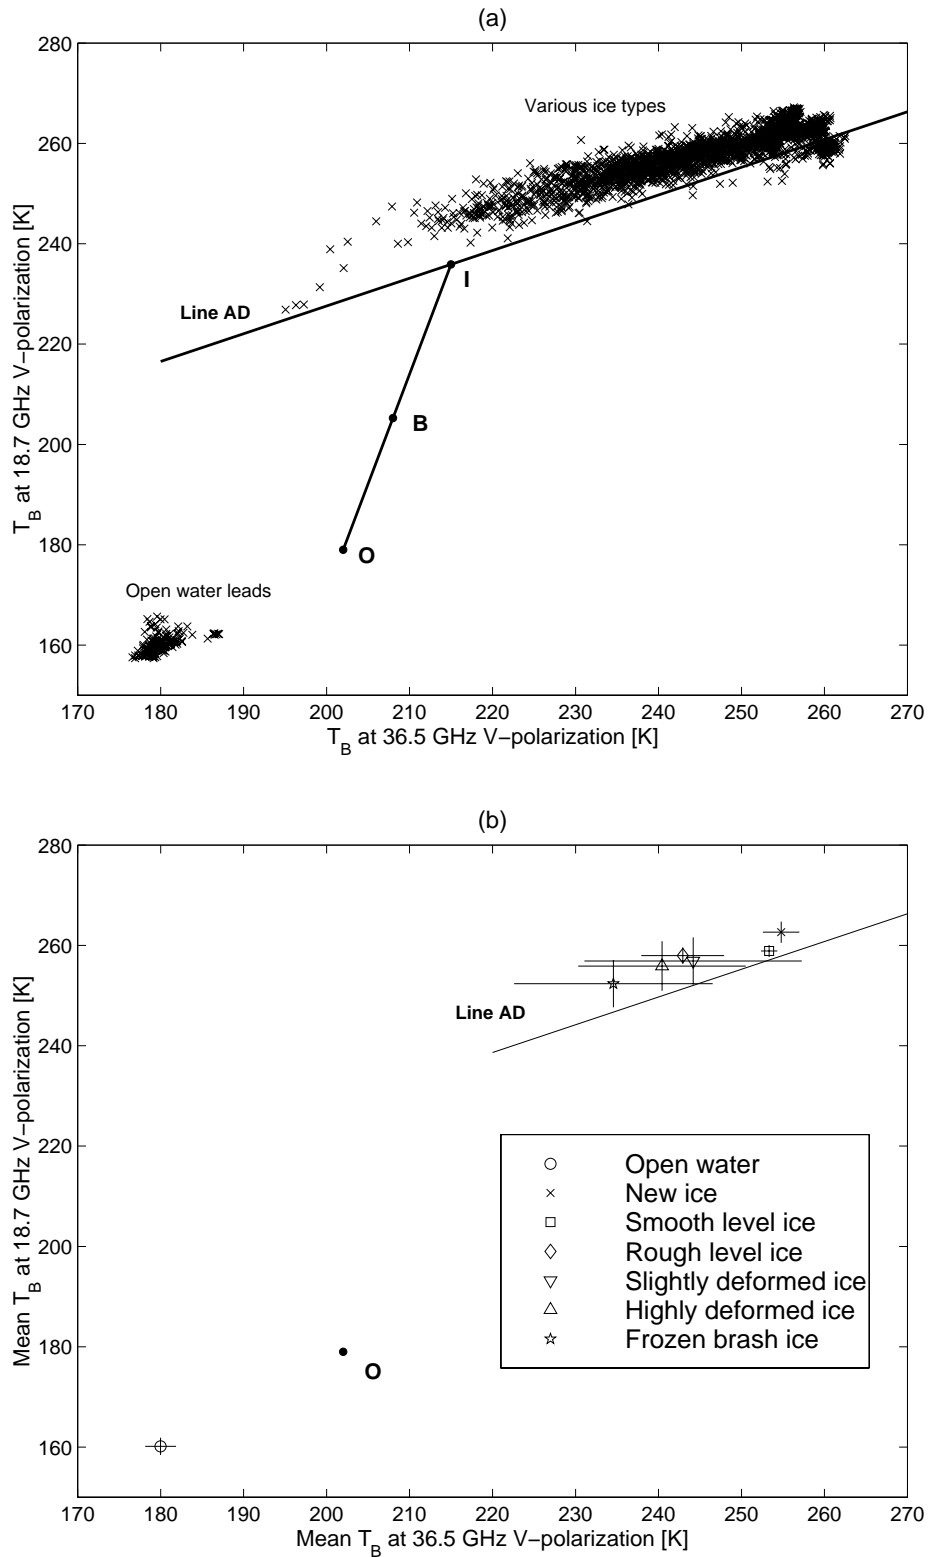 (a)
280
260
240
220
200
180
160
170 180 190 200 210 220 230 240 250 260 270
T_B at 18.7 GHz V−polarization [K]
T_B at 36.5 GHz V−polarization [K]
Various ice types
Line AD
I
B
O
Open water leads
(b)
280
260
240
220
200
180
160
170 180 190 200 210 220 230 240 250 260 270
Mean T_B at 18.7 GHz V−polarization [K]
Mean T_B at 36.5 GHz V−polarization [K]
Line AD
O
Open water
New ice
Smooth level ice
Rough level ice
Slightly deformed ice
Highly deformed ice
Frozen brash ice